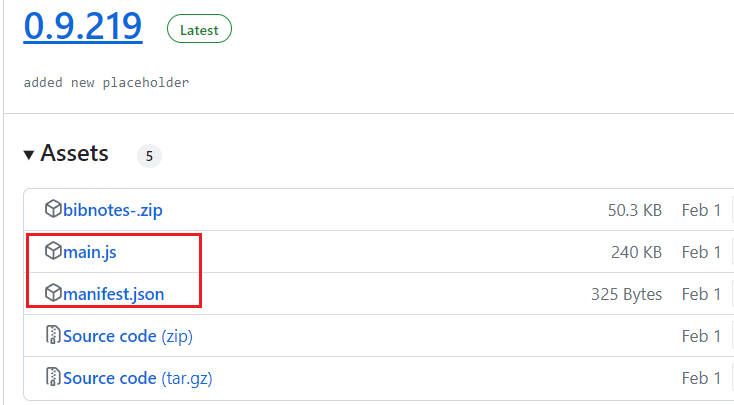 0.9.219 Latest
added new placeholder
Assets 5
bibnotes-.zip 50.3 KB Feb 1
main.js 240 KB Feb 1
manifest.json 325 Bytes Feb 1
Source code (zip) Feb 1
Source code (tar.gz) Feb 1